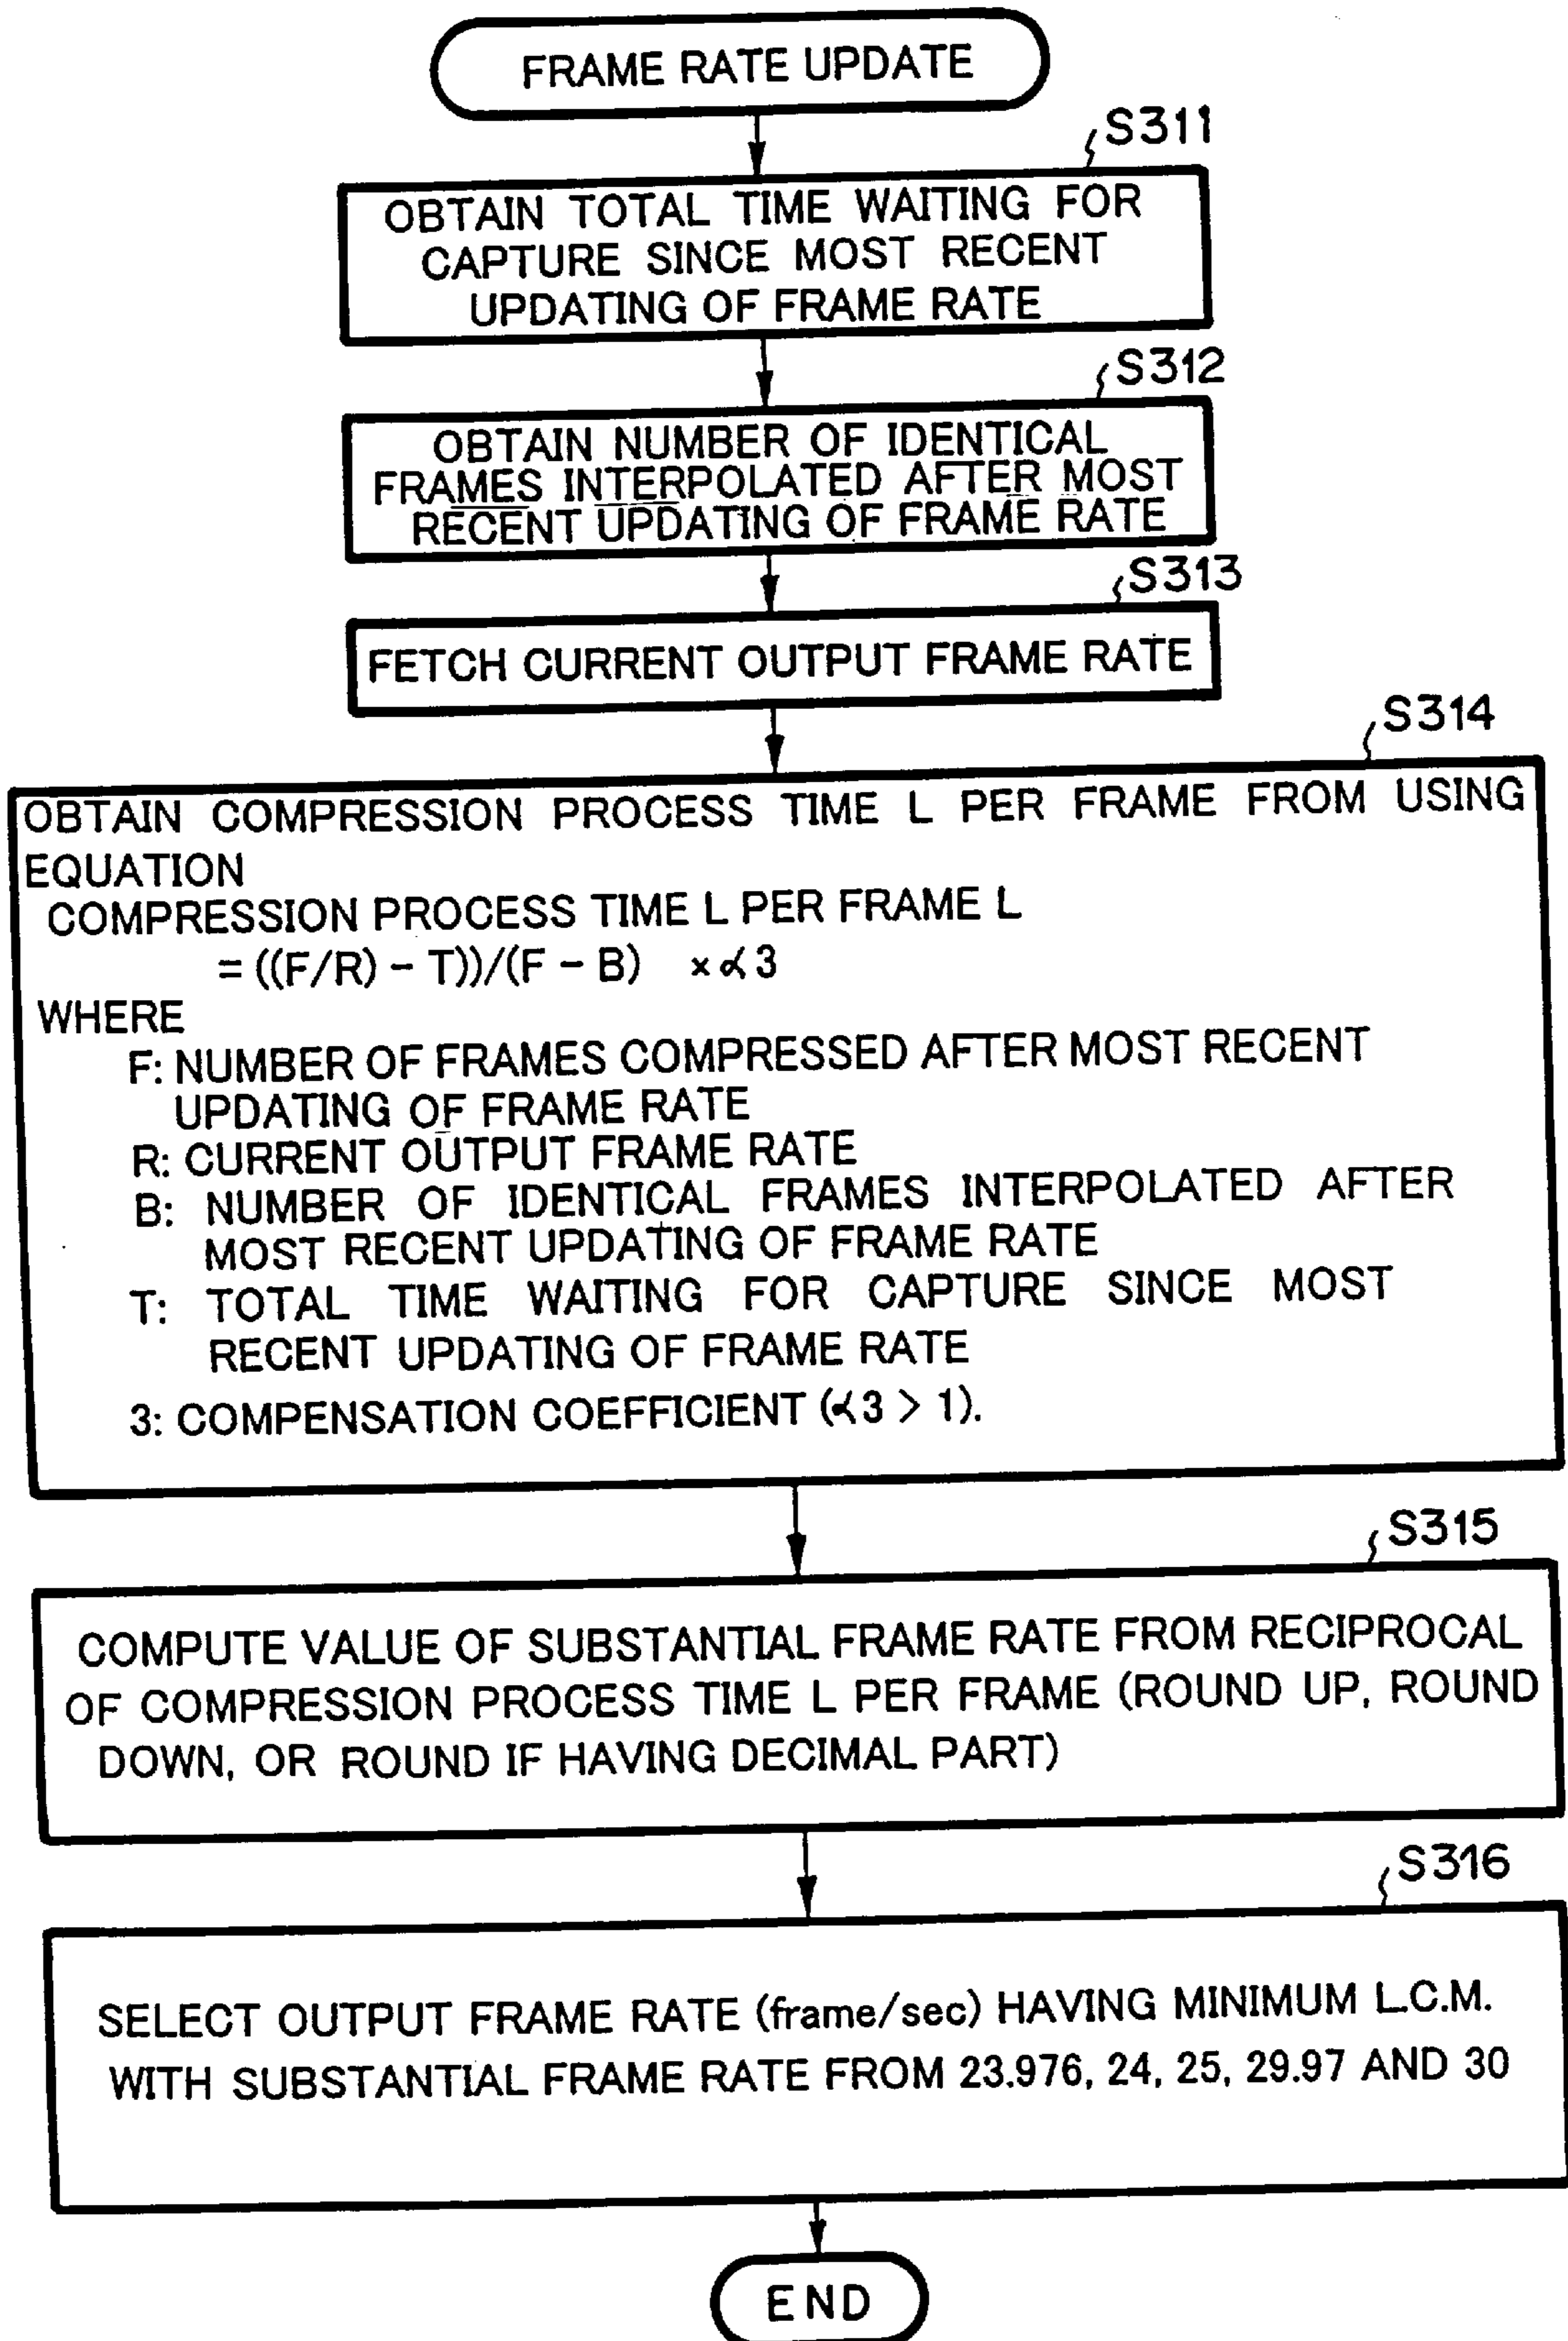 FRAME RATE UPDATE
S311
OBTAIN TOTAL TIME WAITING FOR
CAPTURE SINCE MOST RECENT
UPDATING OF FRAME RATE
S312
OBTAIN NUMBER OF IDENTICAL
FRAMES INTERPOLATED AFTER MOST
RECENT UPDATING OF FRAME RATE
S313
FETCH CURRENT OUTPUT FRAME RATE
S314
OBTAIN COMPRESSION PROCESS TIME L PER FRAME FROM USING
EQUATION
COMPRESSION PROCESS TIME L PER FRAME L
= ((F/R) - T))/(F - B) ×α3
WHERE
F: NUMBER OF FRAMES COMPRESSED AFTER MOST RECENT
UPDATING OF FRAME RATE
R: CURRENT OUTPUT FRAME RATE
B: NUMBER OF IDENTICAL FRAMES INTERPOLATED AFTER
MOST RECENT UPDATING OF FRAME RATE
T: TOTAL TIME WAITING FOR CAPTURE SINCE MOST
RECENT UPDATING OF FRAME RATE
3: COMPENSATION COEFFICIENT (α3 > 1).
S315
COMPUTE VALUE OF SUBSTANTIAL FRAME RATE FROM RECIPROCAL
OF COMPRESSION PROCESS TIME L PER FRAME (ROUND UP, ROUND
DOWN, OR ROUND IF HAVING DECIMAL PART)
S316
SELECT OUTPUT FRAME RATE (frame/sec) HAVING MINIMUM L.C.M.
WITH SUBSTANTIAL FRAME RATE FROM 23.976, 24, 25, 29.97 AND 30
END